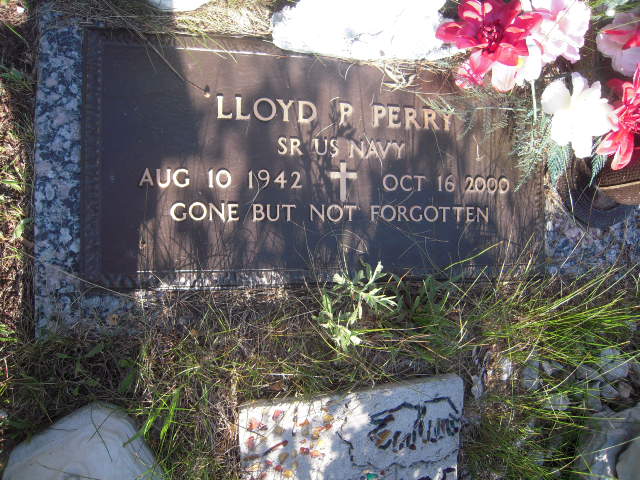 LLOYD P PERRY
SR US NAVY
AUG 10 1942 OCT 16 2000
GONE BUT NOT FORGOTTEN